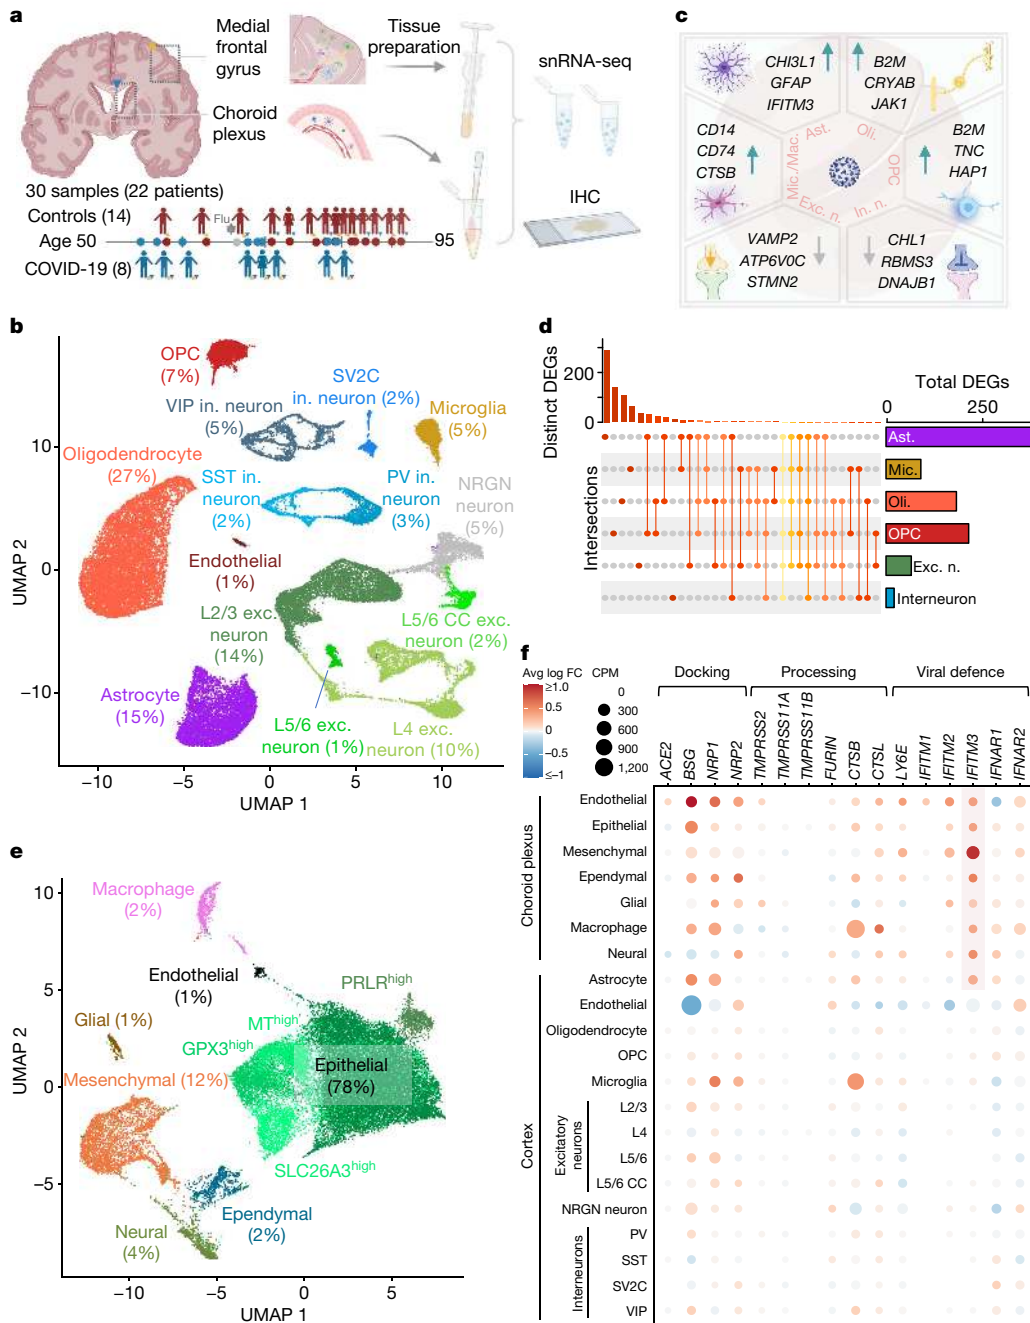 a
Medial
frontal
gyrus
Choroid
plexus
Tissue
preparation
snRNA-seq
IHC
30 samples (22 patients)
Controls (14)
Flu
Age 50
95
COVID-19 (8)
c
CHI3L1
GFAP
IFITM3
B2M
CRYAB
JAK1
CD14
CD74
CTSB
B2M
TNC
HAP1
Ast.
Oli.
Mic./Mac.
OPC
Exc. n.
In. n.
VAMP2
ATP6V0C
STMN2
CHL1
RBMS3
DNAJB1
b
OPC
(7%)
SV2C
in. neuron (2%)
VIP in. neuron
(5%)
Microglia
(5%)
Oligodendrocyte
(27%)
SST in.
neuron
(2%)
PV in.
neuron
(3%)
NRGN
neuron
(5%)
Endothelial
(1%)
L2/3 exc.
neuron
(14%)
L5/6 CC exc.
neuron (2%)
Astrocyte
(15%)
L5/6 exc.
neuron (1%)
L4 exc.
neuron (10%)
UMAP 2
10
0
−10
−10
−5
0
5
10
UMAP 1
d
Distinct DEGs
200
0
Total DEGs
0
250
Intersections
Ast.
Mic.
Oli.
OPC
Exc. n.
Interneuron
e
Macrophage
(2%)
Endothelial
(1%)
PRLRhigh
MThigh
Glial (1%)
GPX3high
Epithelial
(78%)
Mesenchymal (12%)
SLC26A3high
Ependymal
(2%)
Neural
(4%)
UMAP 2
10
5
0
−5
−10
−5
0
5
UMAP 1
f
Avg log FC
≥1.0
0.5
0
−0.5
≤−1
CPM
0
300
600
900
1,200
Docking
Processing
Viral defence
ACE2
BSG
NRP1
NRP2
TMPRSS2
TMPRSS11A
TMPRSS11B
FURIN
CTSB
CTSL
LY6E
IFITM1
IFITM2
IFITM3
IFNAR1
IFNAR2
Choroid plexus
Endothelial
Epithelial
Mesenchymal
Ependymal
Glial
Macrophage
Neural
Cortex
Astrocyte
Endothelial
Oligodendrocyte
OPC
Microglia
Excitatory
neurons
L2/3
L4
L5/6
L5/6 CC
NRGN neuron
Interneurons
PV
SST
SV2C
VIP